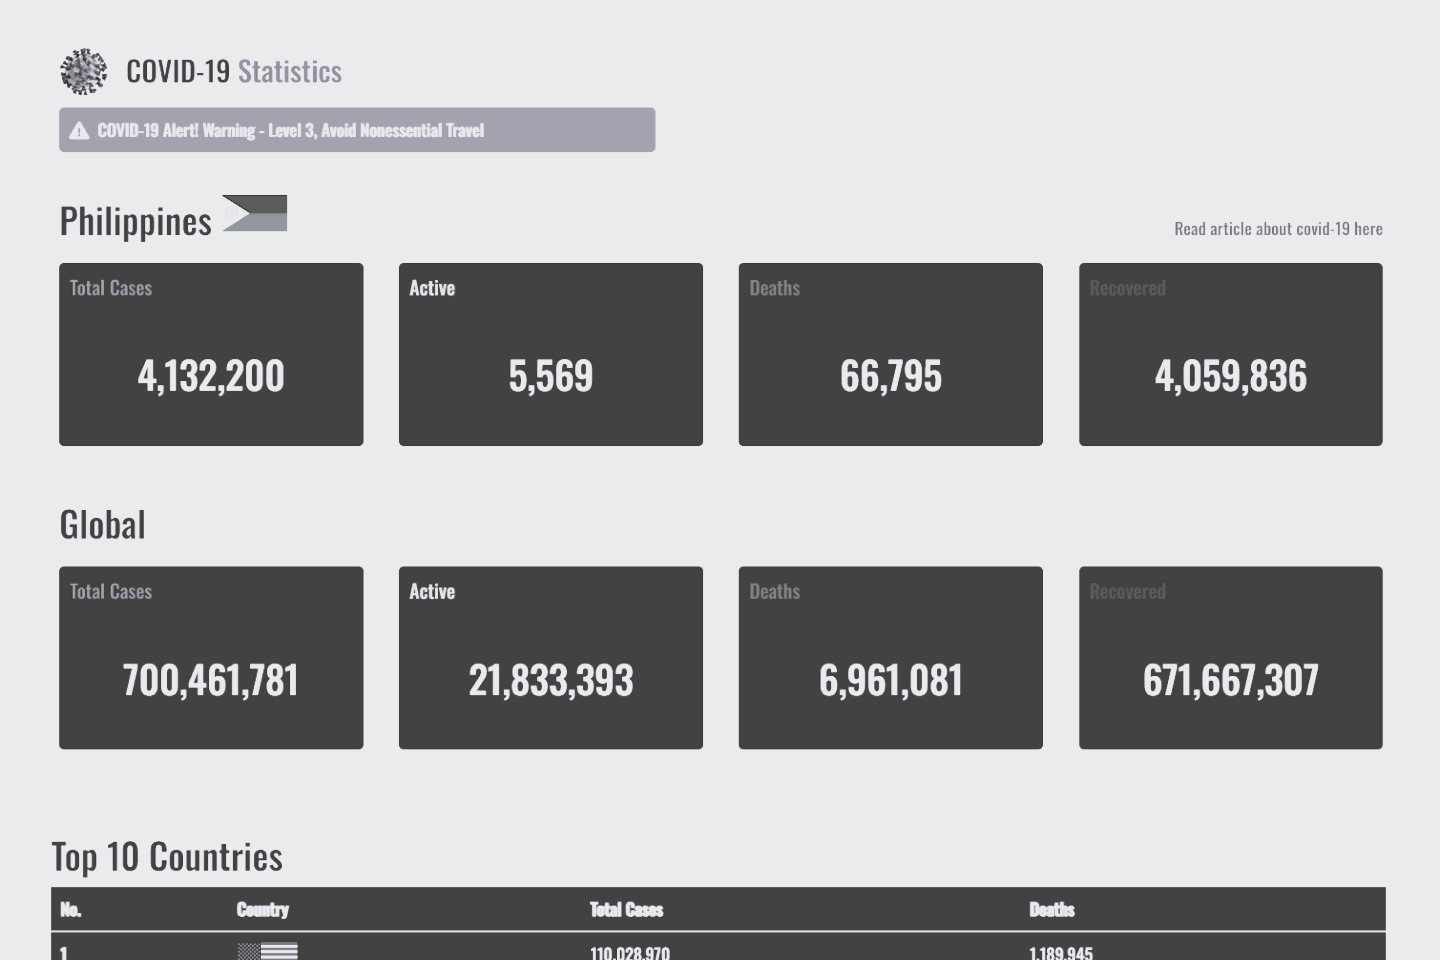 COVID-19 Statistics
COVID-19 Alert! Warning - Level 3, Avoid Nonessential Travel
Philippines
Read article about covid-19 here
Total Cases Active Deaths Recovered
4,132,200 5,569 66,795 4,059,836
Global
Total Cases Active Deaths Recovered
700,461,781 21,833,393 6,961,081 671,667,307
Top 10 Countries
No. Country Total Cases Deaths
1 110,028,970 1,189,945